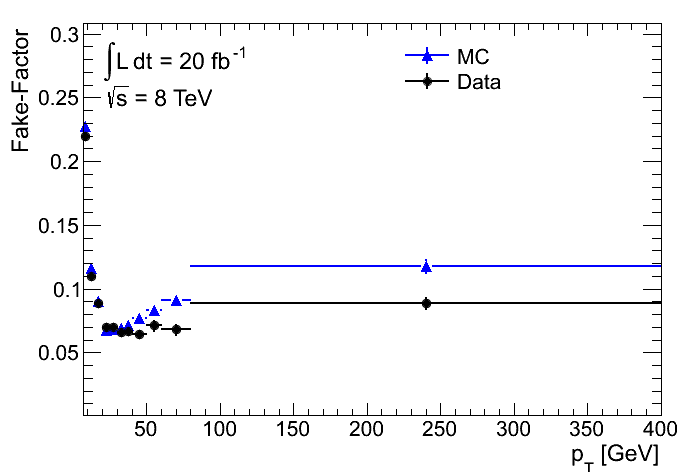 ∫L dt = 20 fb⁻¹
√s = 8 TeV
MC
Data
Fake-Factor
0.3
0.25
0.2
0.15
0.1
0.05
50 100 150 200 250 300 350 400
p_T [GeV]